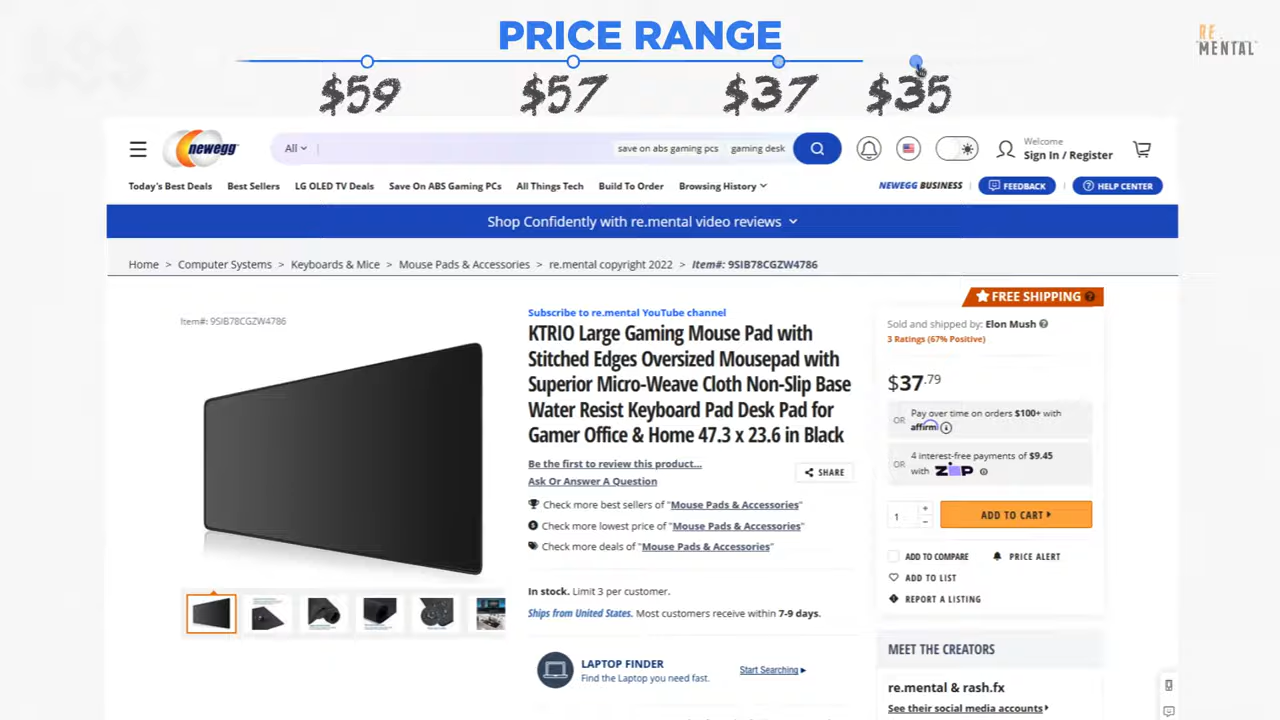 PRICE RANGE
RE
MENTAL
$59
$57
$37
$35
newegg
All
save on abs gaming pcs
gaming desk
Welcome
Sign In / Register
Today's Best Deals
Best Sellers
LG OLED TV Deals
Save On ABS Gaming PCs
All Things Tech
Build To Order
Browsing History
NEWEGG BUSINESS
FEEDBACK
HELP CENTER
Shop Confidently with re.mental video reviews
Home > Computer Systems > Keyboards & Mice > Mouse Pads & Accessories > re.mental copyright 2022 > Item#: 9SIB78CGZW4786
FREE SHIPPING
Item#: 9SIB78CGZW4786
Subscribe to re.mental YouTube channel
KTRIO Large Gaming Mouse Pad with
Stitched Edges Oversized Mousepad with
Superior Micro-Weave Cloth Non-Slip Base
Water Resist Keyboard Pad Desk Pad for
Gamer Office & Home 47.3 x 23.6 in Black
Be the first to review this product...
Ask Or Answer A Question
SHARE
Check more best sellers of "Mouse Pads & Accessories"
Check more lowest price of "Mouse Pads & Accessories"
Check more deals of "Mouse Pads & Accessories"
In stock. Limit 3 per customer.
Ships from United States. Most customers receive within 7-9 days.
LAPTOP FINDER
Find the Laptop you need fast.
Start Searching
Sold and shipped by: Elon Mush
3 Ratings (67% Positive)
$37.79
OR
Pay over time on orders $100+ with
affirm
OR
4 interest-free payments of $9.45
with ZIP
1
ADD TO CART
ADD TO COMPARE
PRICE ALERT
ADD TO LIST
REPORT A LISTING
MEET THE CREATORS
re.mental & rash.fx
See their social media accounts